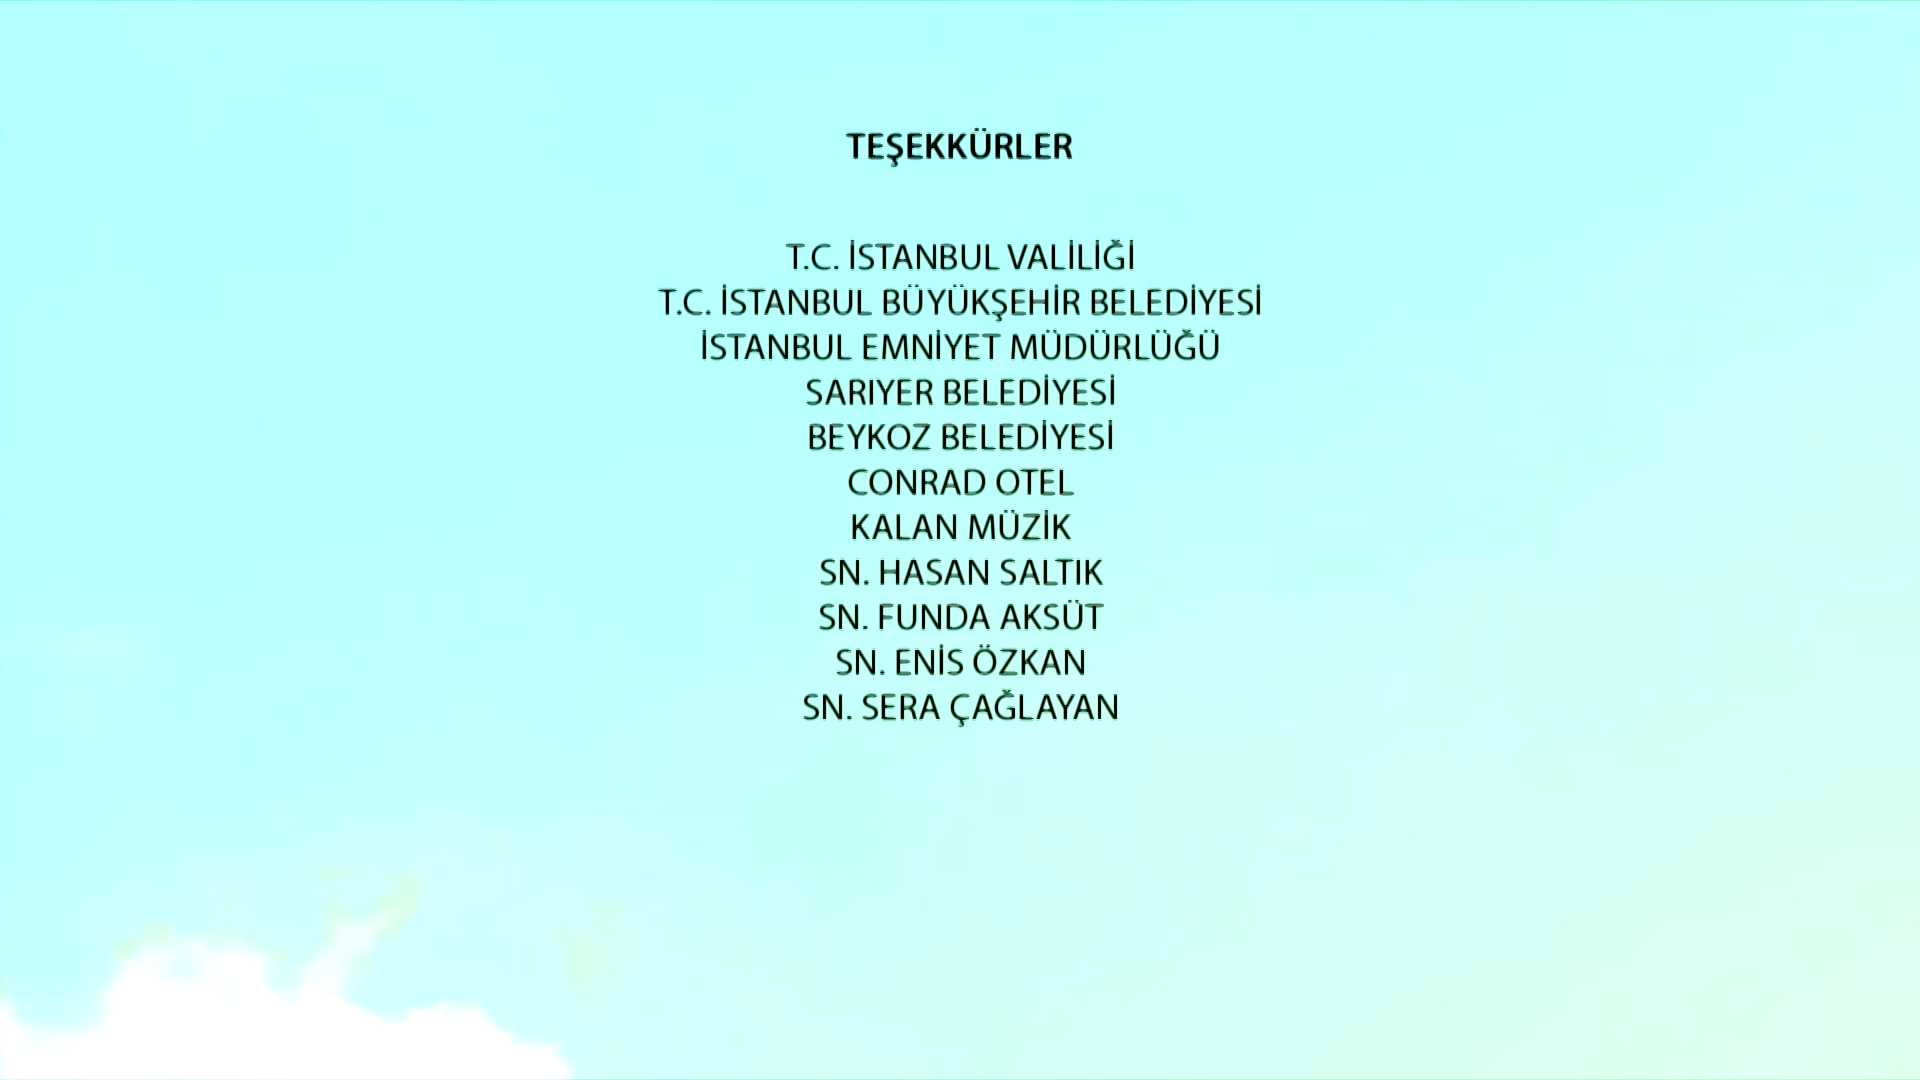 TEŞEKKÜRLER
T.C. İSTANBUL VALİLİĞİ
T.C. İSTANBUL BÜYÜKŞEHİR BELEDİYESİ
İSTANBUL EMNİYET MÜDÜRLÜĞÜ
SARIYER BELEDİYESİ
BEYKOZ BELEDİYESİ
CONRAD OTEL
KALAN MÜZİK
SN. HASAN SALTIK
SN. FUNDA AKSÜT
SN. ENİS ÖZKAN
SN. SERA ÇAĞLAYAN